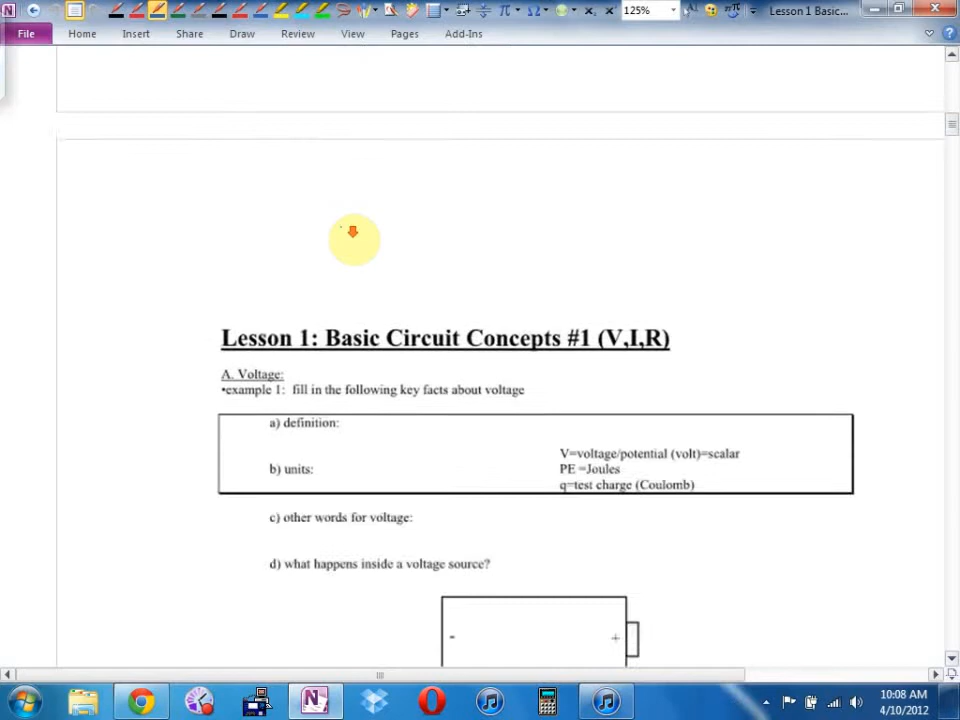 125%
Lesson 1 Basic...
File Home Insert Share Draw Review View Pages Add-Ins
Lesson 1: Basic Circuit Concepts #1 (V,I,R)
A. Voltage:
•example 1: fill in the following key facts about voltage
a) definition:
V=voltage/potential (volt)=scalar
b) units:
PE =Joules
q=test charge (Coulomb)
c) other words for voltage:
d) what happens inside a voltage source?
- +
10:08 AM
4/10/2012